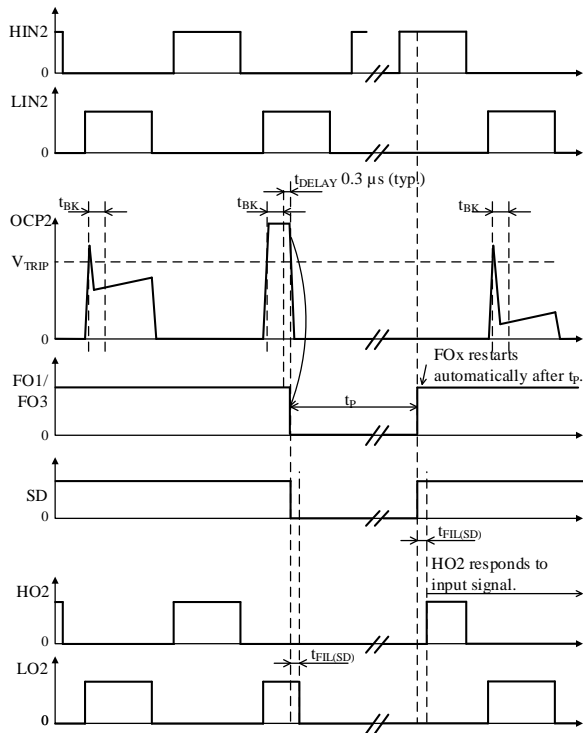 HIN2
0
LIN2
0
tDELAY 0.3 µs (typ.)
tBK
tBK
tBK
OCP2
VTRIP
0
FOx restarts
automatically after tP.
FO1/
FO3
tP
0
SD
0
tFIL(SD)
HO2 responds to
input signal.
HO2
0
tFIL(SD)
LO2
0